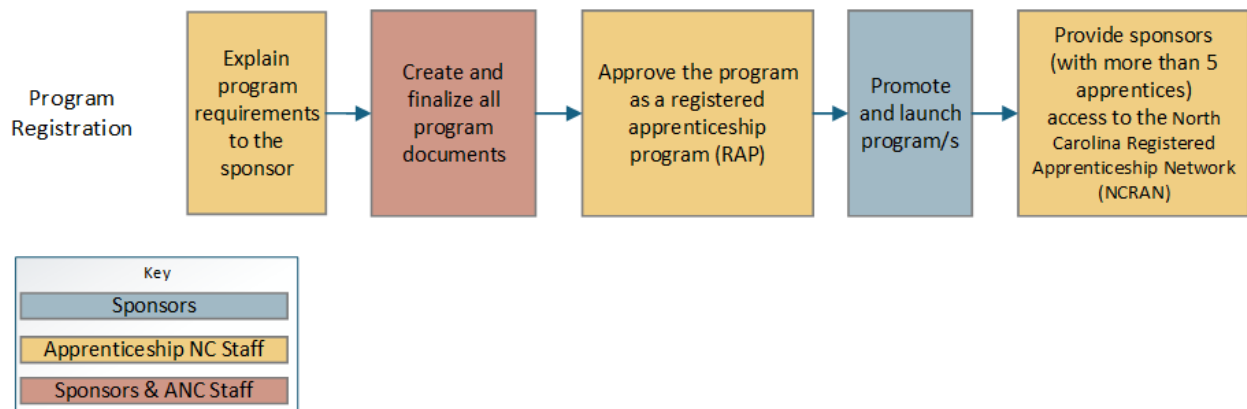 Program
Registration
Explain
program
requirements
to the
sponsor
Create and
finalize all
program
documents
Approve the program
as a registered
apprenticeship
program (RAP)
Promote
and launch
program/s
Provide sponsors
(with more than 5
apprentices)
access to the North
Carolina Registered
Apprenticeship Network
(NCRAN)
Key
Sponsors
Apprenticeship NC Staff
Sponsors & ANC Staff